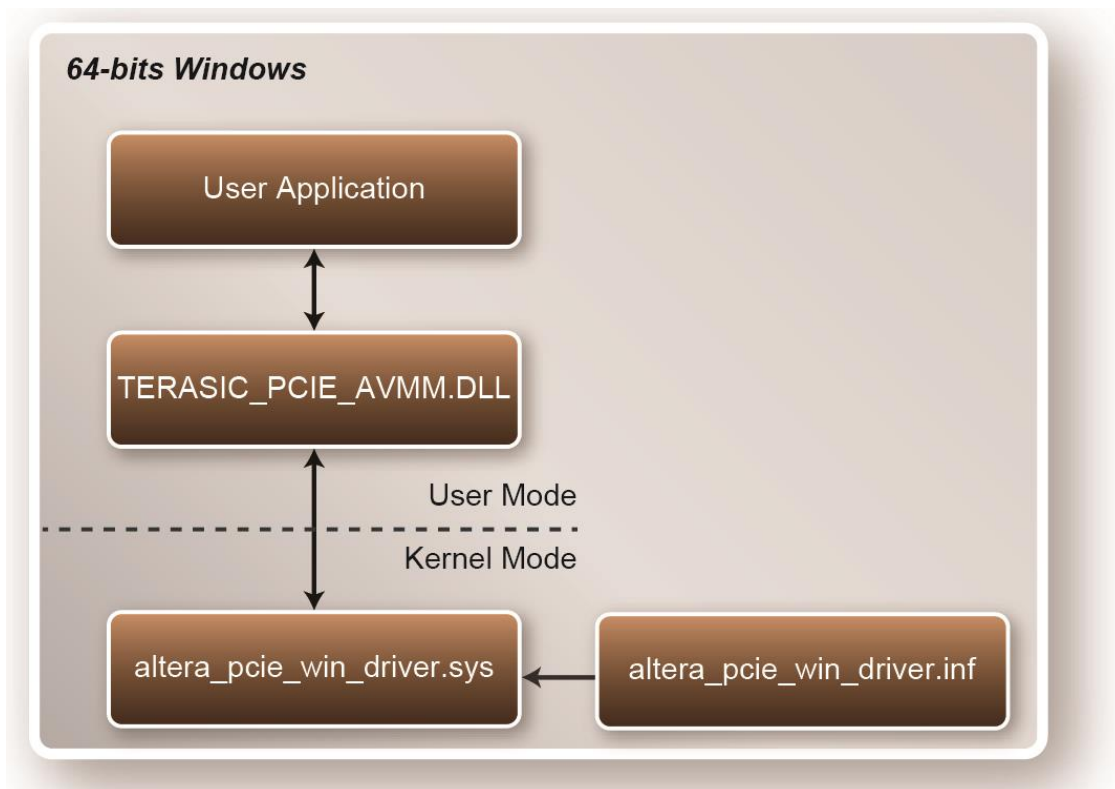 64-bits Windows
User Application
TERASIC_PCIE_AVMM.DLL
User Mode
Kernel Mode
altera_pcie_win_driver.sys
altera_pcie_win_driver.inf